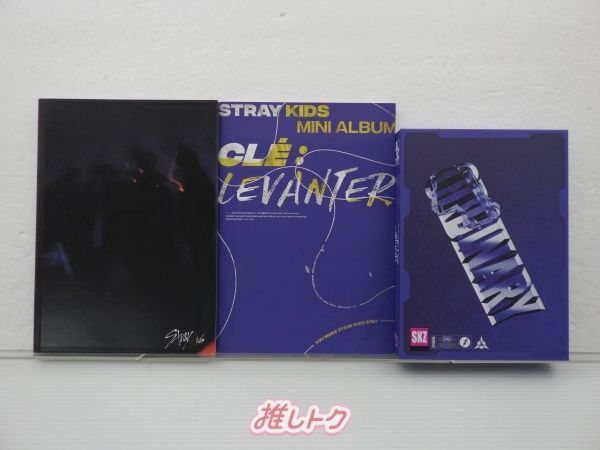 Stray Kids
STRAY KIDS
MINI ALBUM
CLÉ :
LEVANTER
YOU MAKE STRAY KIDS STAY
ODDINARY
SKZ
推しトク